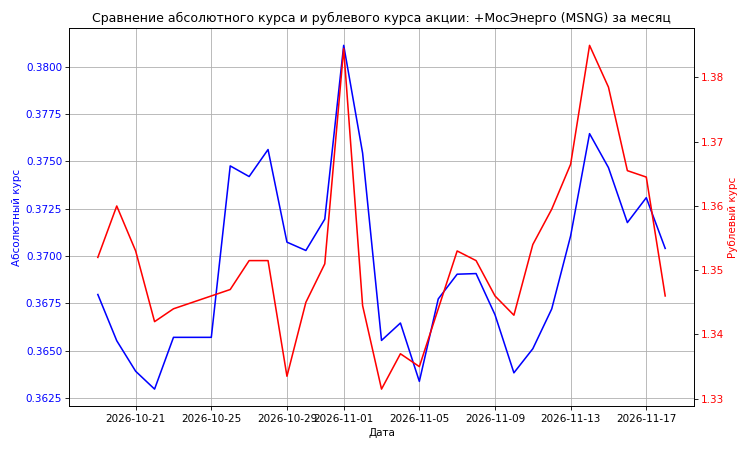 Сравнение абсолютного курса и рублевого курса акции: +МосЭнерго (MSNG) за месяц
0.3800
0.3775
0.3750
0.3725
0.3700
0.3675
0.3650
0.3625
Абсолютный курс
1.38
1.37
1.36
1.35
1.34
1.33
Рублевый курс
2026-10-21 2026-10-25 2026-10-29 2026-11-01 2026-11-05 2026-11-09 2026-11-13 2026-11-17
Дата